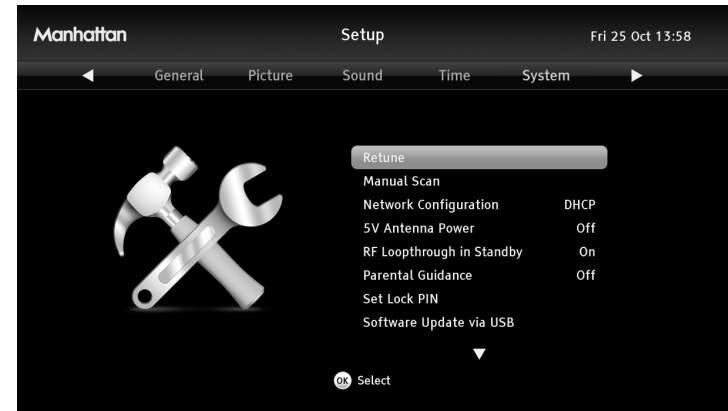 Manhattan Setup Fri 25 Oct 13:58
General Picture Sound Time System
Retune
Manual Scan
Network Configuration DHCP
5V Antenna Power Off
RF Loopthrough in Standby On
Parental Guidance Off
Set Lock PIN
Software Update via USB
OK Select